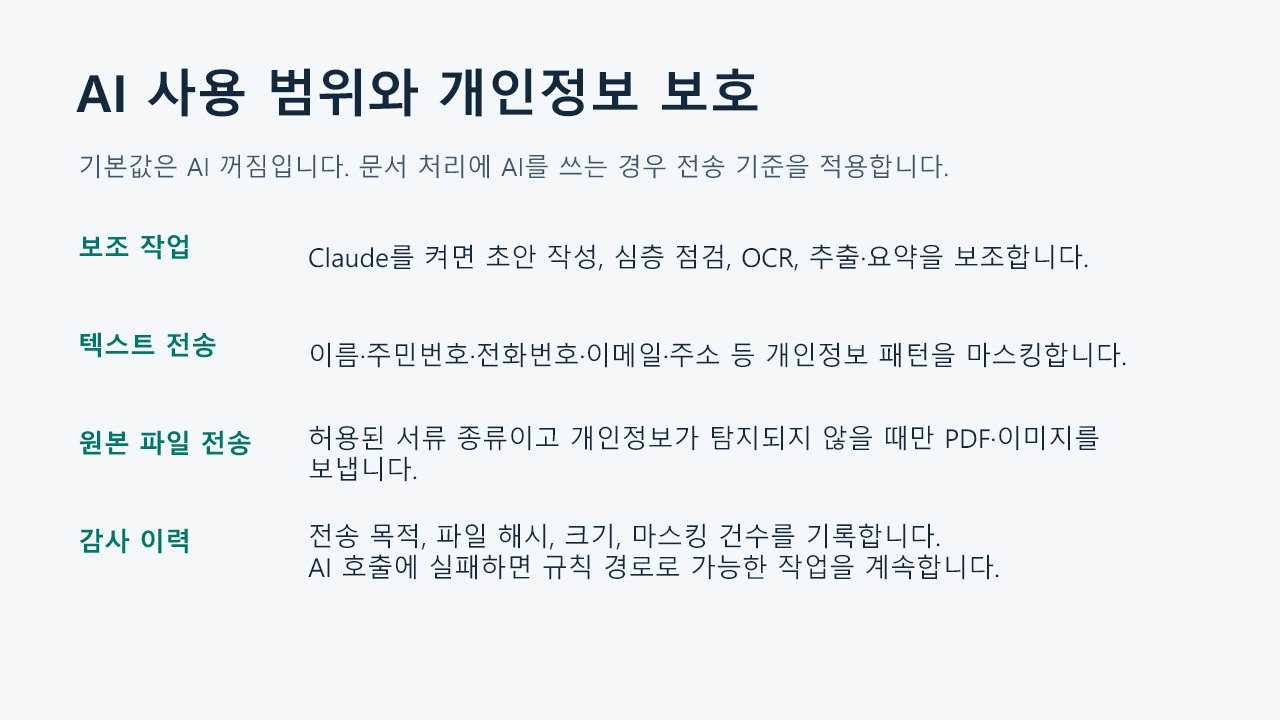 AI 사용 범위와 개인정보 보호
기본값은 AI 꺼짐입니다. 문서 처리에 AI를 쓰는 경우 전송 기준을 적용합니다.
보조 작업
Claude를 켜면 초안 작성, 심층 점검, OCR, 추출·요약을 보조합니다.
텍스트 전송
이름·주민번호·전화번호·이메일·주소 등 개인정보 패턴을 마스킹합니다.
원본 파일 전송
허용된 서류 종류이고 개인정보가 탐지되지 않을 때만 PDF·이미지를
보냅니다.
감사 이력
전송 목적, 파일 해시, 크기, 마스킹 건수를 기록합니다.
AI 호출에 실패하면 규칙 경로로 가능한 작업을 계속합니다.